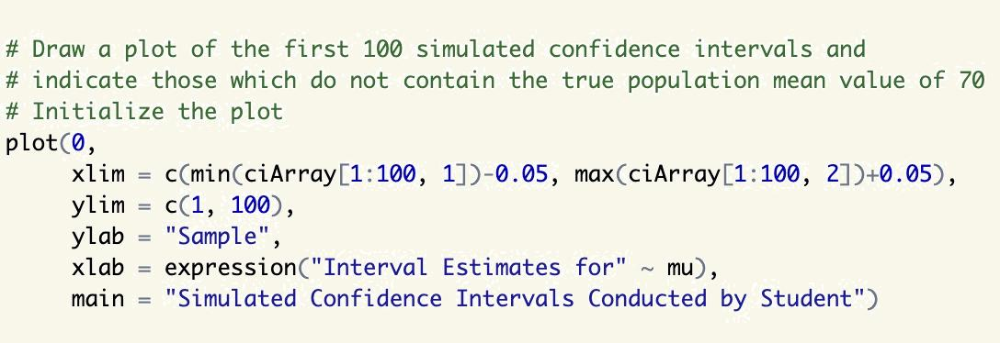 # Draw a plot of the first 100 simulated confidence intervals and
# indicate those which do not contain the true population mean value of 70
# Initialize the plot
plot(0,
     xlim = c(min(ciArray[1:100, 1])-0.05, max(ciArray[1:100, 2])+0.05),
     ylim = c(1, 100),
     ylab = "Sample",
     xlab = expression("Interval Estimates for" ~ mu),
     main = "Simulated Confidence Intervals Conducted by Student")